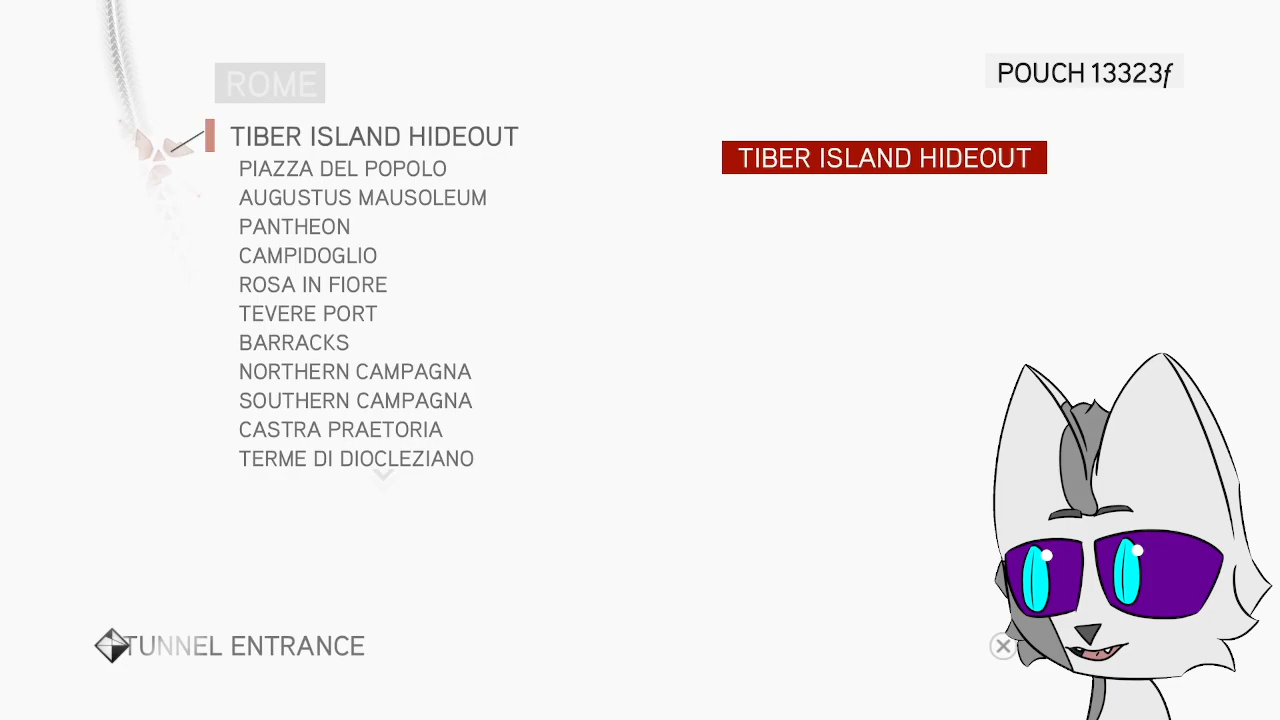 ROME
POUCH 13323ƒ
TIBER ISLAND HIDEOUT
TIBER ISLAND HIDEOUT
PIAZZA DEL POPOLO
AUGUSTUS MAUSOLEUM
PANTHEON
CAMPIDOGLIO
ROSA IN FIORE
TEVERE PORT
BARRACKS
NORTHERN CAMPAGNA
SOUTHERN CAMPAGNA
CASTRA PRAETORIA
TERME DI DIOCLEZIANO
TUNNEL ENTRANCE